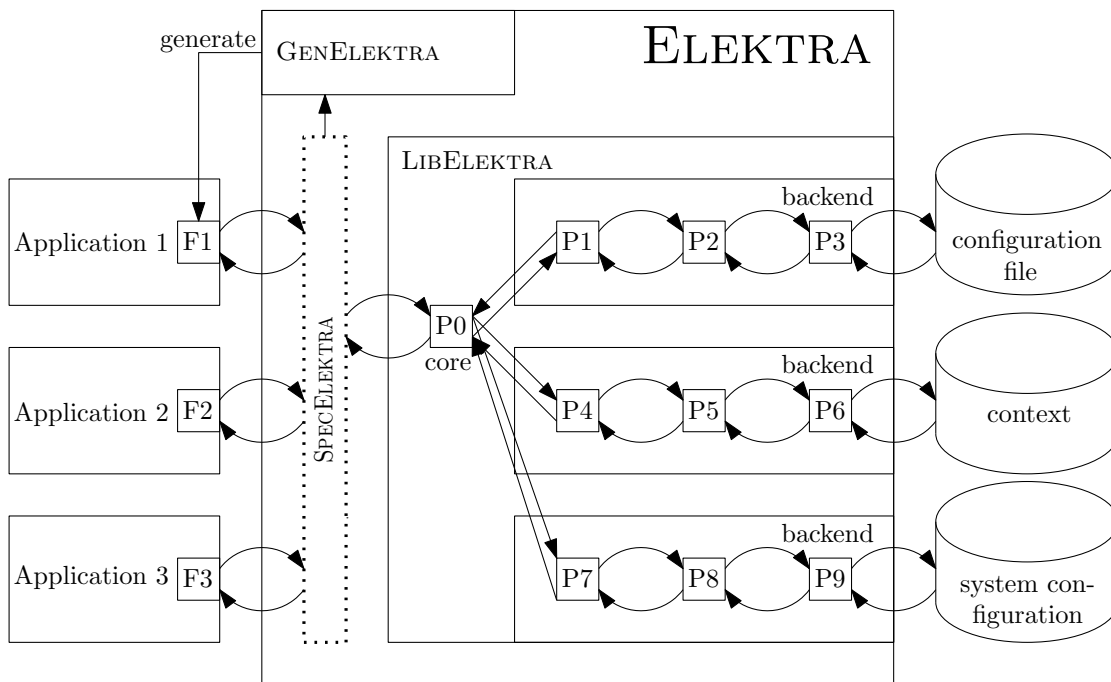 generate
GENELEKTRA
ELEKTRA
LIBELEKTRA
SPECELEKTRA
Application 1
F1
Application 2
F2
Application 3
F3
P0
core
backend
P1
P2
P3
configuration
file
backend
P4
P5
P6
context
backend
P7
P8
P9
system con-
figuration